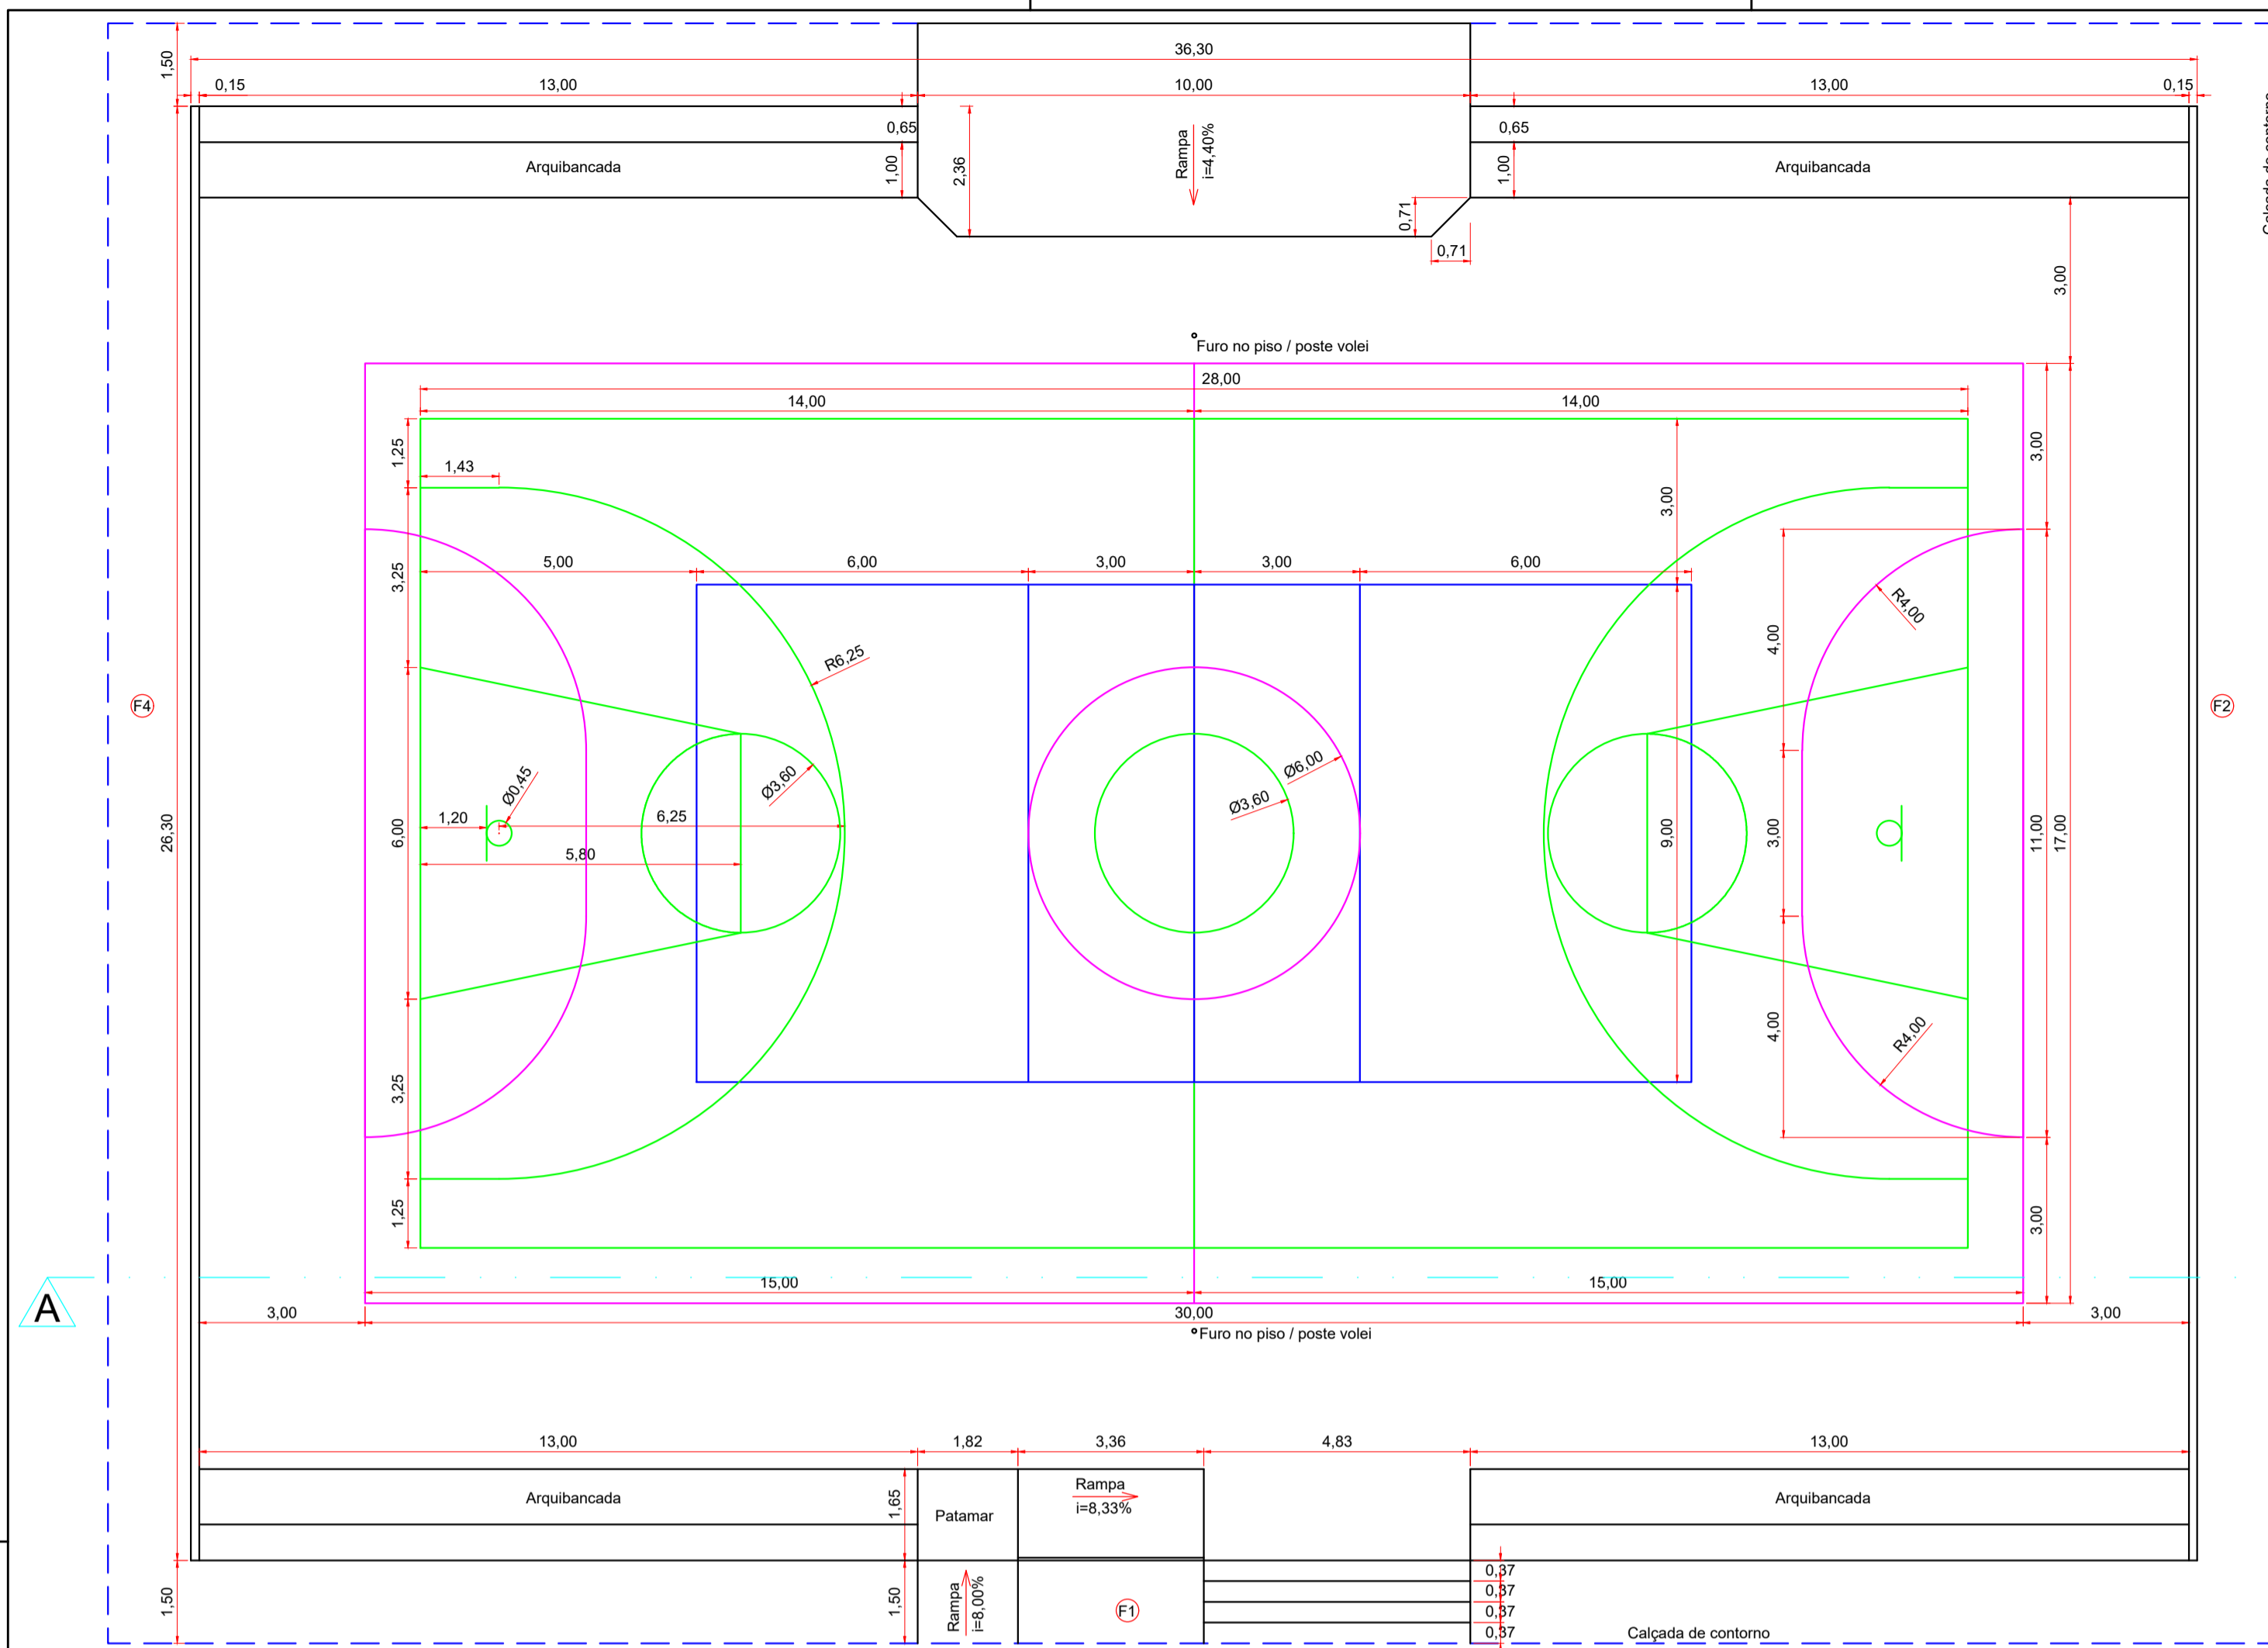 36,30
1,50
0,15
13,00
10,00
13,00
0,15
0,65
0,65
Arquibancada
1,00
2,36
Rampa
i=4,40%
1,00
Arquibancada
0,71
0,71
3,00
Furo no piso / poste volei
28,00
14,00
14,00
1,25
1,43
3,00
3,00
3,25
5,00
6,00
3,00
3,00
6,00
R4,00
4,00
R6,25
F4
F2
Ø0,45
Ø3,60
Ø6,00
Ø3,60
1,20
6,25
5,80
26,30
6,00
9,00
3,00
11,00
17,00
4,00
R4,00
3,25
1,25
3,00
A
15,00
15,00
3,00
30,00
3,00
Furo no piso / poste volei
13,00
1,82
3,36
4,83
13,00
Arquibancada
1,65
Patamar
Rampa
i=8,33%
Arquibancada
1,50
1,50
Rampa
i=8,00%
F1
0,37
0,37
0,37
0,37
Calçada de contorno